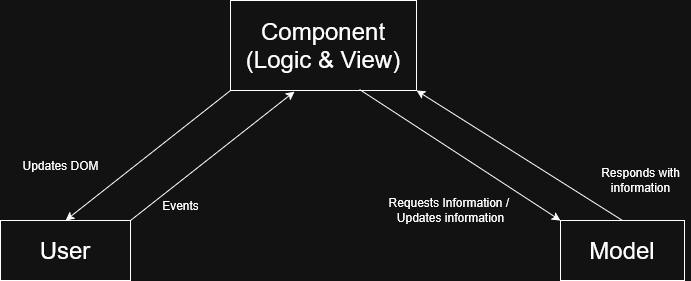 Component
(Logic & View)
Updates DOM
Events
Requests Information /
Updates information
Responds with
information
User
Model